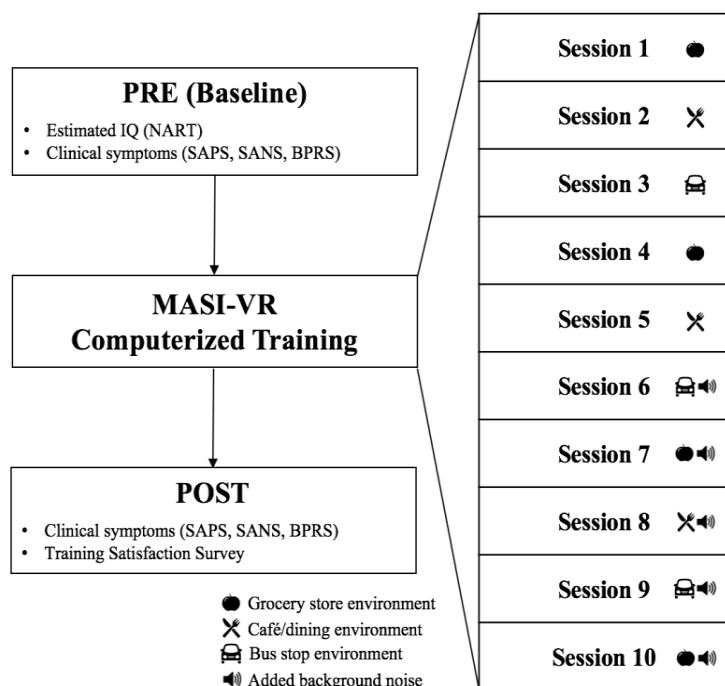 PRE (Baseline)
• Estimated IQ (NART)
• Clinical symptoms (SAPS, SANS, BPRS)
MASI-VR
Computerized Training
POST
• Clinical symptoms (SAPS, SANS, BPRS)
• Training Satisfaction Survey
Grocery store environment
Café/dining environment
Bus stop environment
Added background noise
Session 1
Session 2
Session 3
Session 4
Session 5
Session 6
Session 7
Session 8
Session 9
Session 10